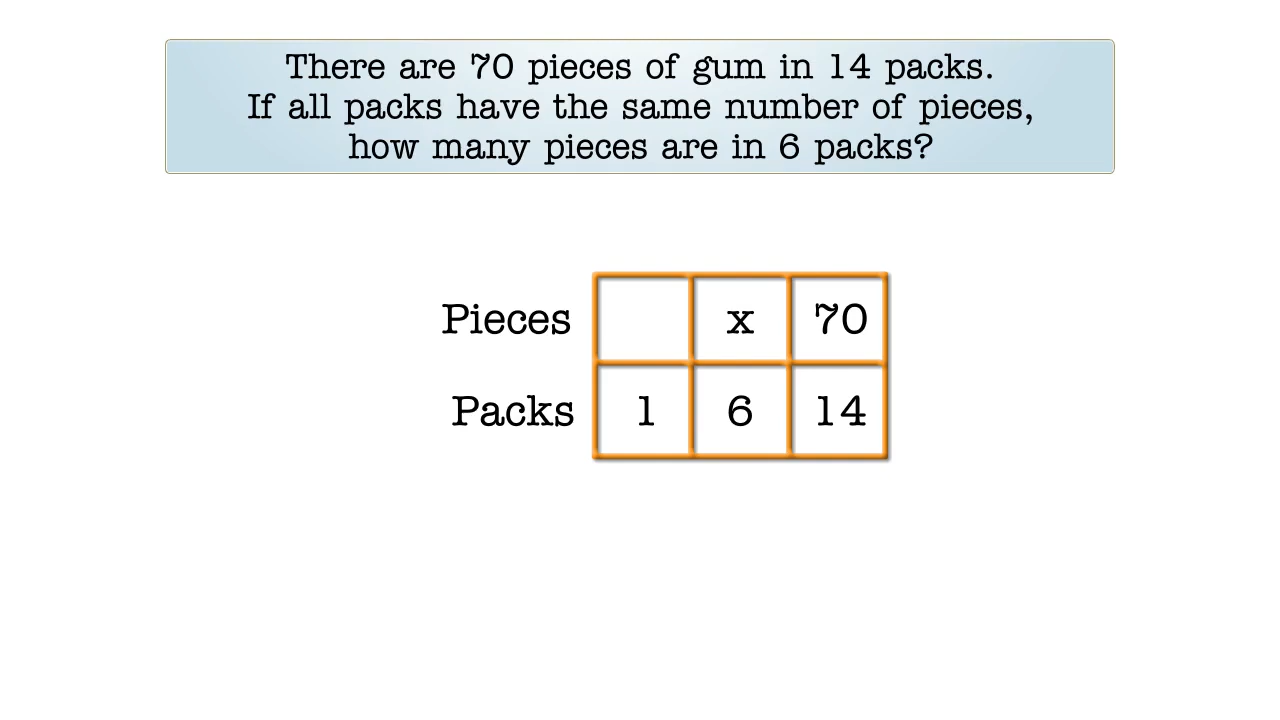 There are 70 pieces of gum in 14 packs.
If all packs have the same number of pieces,
how many pieces are in 6 packs?
Pieces x 70
Packs 1 6 14